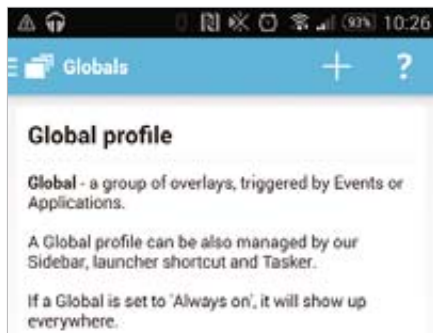 93% 10:26
Globals + ?
Global profile
Global - a group of overlays, triggered by Events or
Applications.
A Global profile can be also managed by our
Sidebar, launcher shortcut and Tasker.
If a Global is set to 'Always on', it will show up
everywhere.